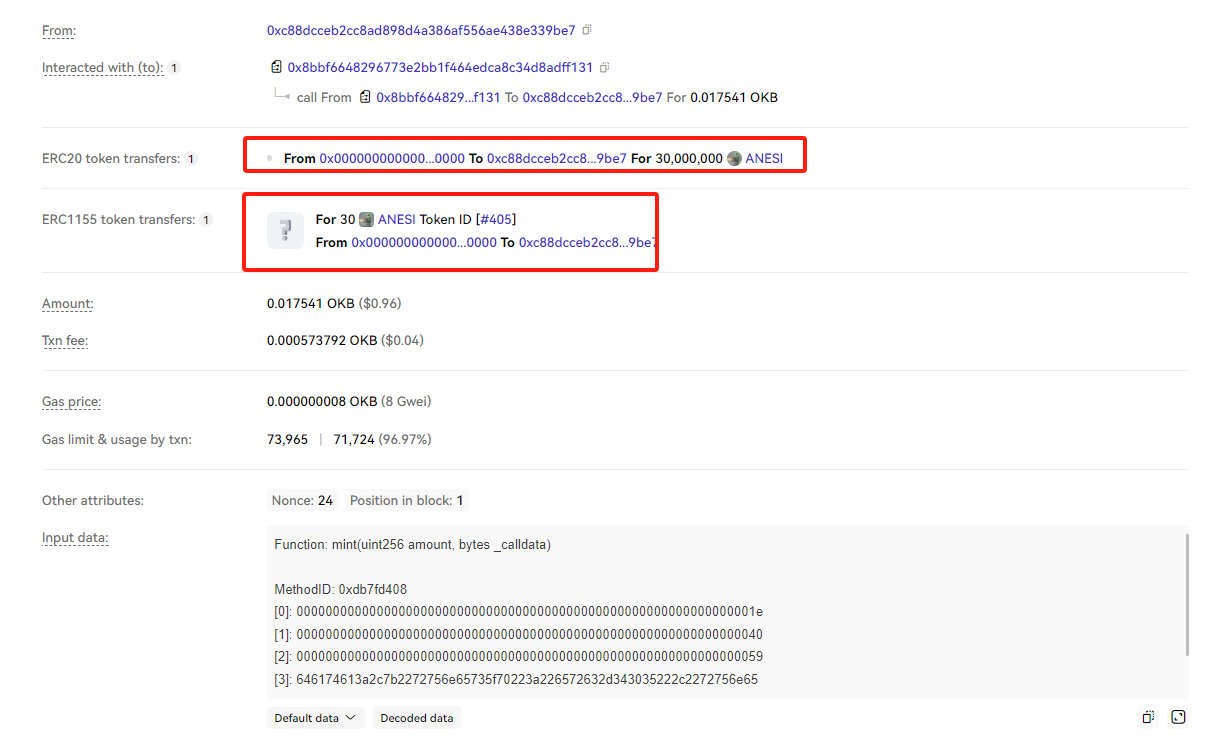 From: 0xc88dcceb2cc8ad898d4a386af556ae438e339be7
Interacted with (to): 1 0x8bbf6648296773e2bb1f464edca8c34d8adff131
call From 0x8bbf664829...f131 To 0xc88dcceb2cc8...9be7 For 0.017541 OKB
ERC20 token transfers: 1 From 0x000000000000...0000 To 0xc88dcceb2cc8...9be7 For 30,000,000 ANESI
ERC1155 token transfers: 1 For 30 ANESI Token ID [#405]
From 0x000000000000...0000 To 0xc88dcceb2cc8...9be7
Amount: 0.017541 OKB ($0.96)
Txn fee: 0.000573792 OKB ($0.04)
Gas price: 0.000000008 OKB (8 Gwei)
Gas limit & usage by txn: 73,965 | 71,724 (96.97%)
Other attributes: Nonce: 24 Position in block: 1
Input data: Function: mint(uint256 amount, bytes _calldata)
MethodID: 0xdb7fd408
[0]: 000000000000000000000000000000000000000000000000000000000000001e
[1]: 0000000000000000000000000000000000000000000000000000000000000040
[2]: 0000000000000000000000000000000000000000000000000000000000000059
[3]: 646174613a2c7b2272756e65735f70223a226572632d343035222c2272756e65
Default data Decoded data